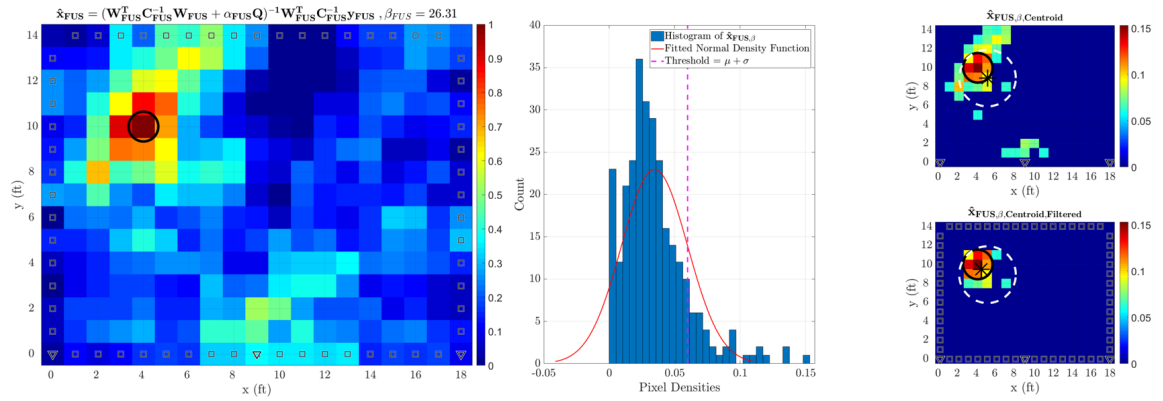 x̂_FUS = (W^T_FUS C^-1_FUS W_FUS + α_FUS Q)^-1 W^T_FUS C^-1_FUS y_FUS , β_FUS = 26.31
14
12
10
8
6
4
2
0
y (ft)
0 2 4 6 8 10 12 14 16 18
x (ft)
1
0.9
0.8
0.7
0.6
0.5
0.4
0.3
0.2
0.1
0
Histogram of x̂_FUS,β
Fitted Normal Density Function
Threshold = μ + σ
40
35
30
25
20
15
10
5
0
Count
-0.05 0 0.05 0.1 0.15
Pixel Densities
x̂_FUS,β,Centroid
14
12
10
8
6
4
2
0
y (ft)
0 2 4 6 8 10 12 14 16 18
x (ft)
0.15
0.1
0.05
0
x̂_FUS,β,Centroid,Filtered
14
12
10
8
6
4
2
0
y (ft)
0 2 4 6 8 10 12 14 16 18
x (ft)
0.15
0.1
0.05
0